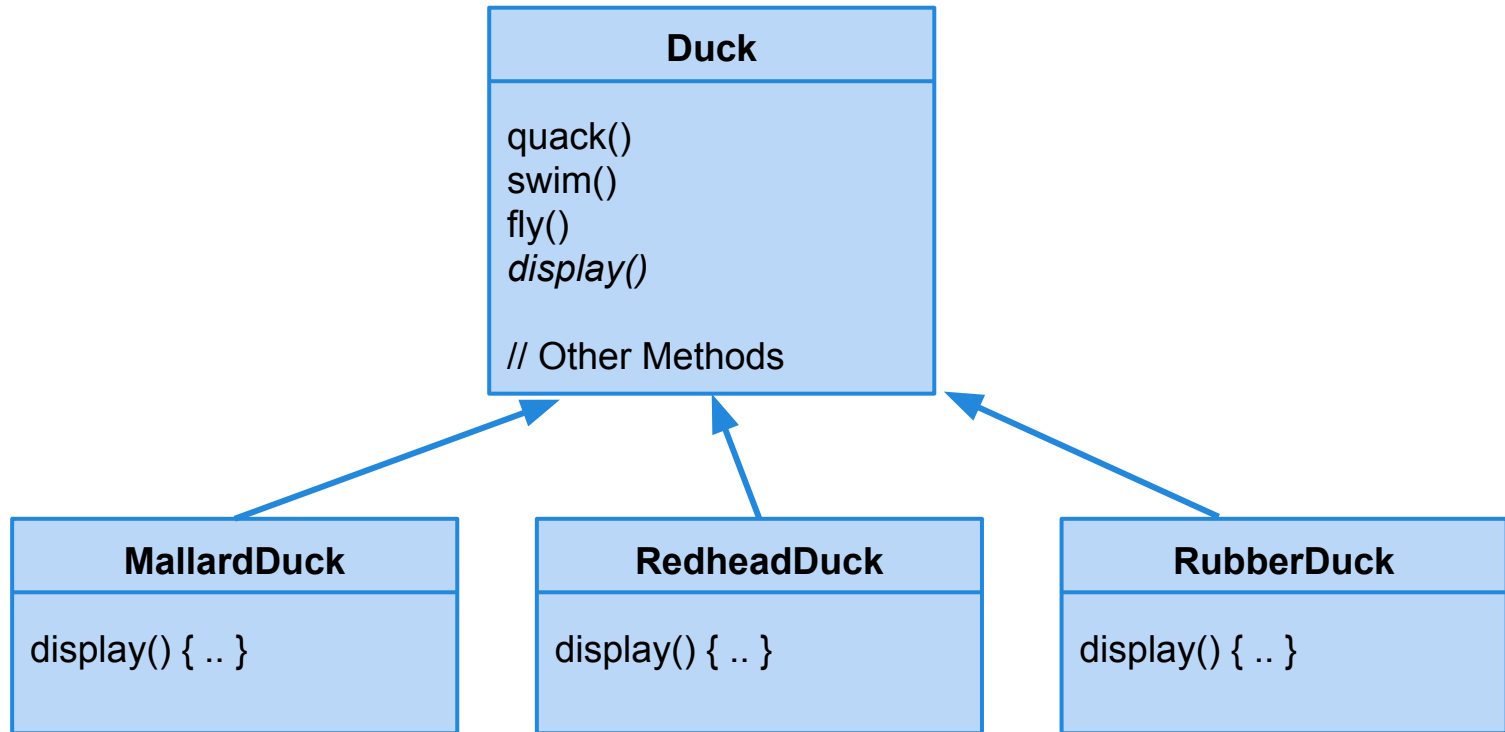 Duck
quack()
swim()
fly()
display()
// Other Methods
MallardDuck
display() { .. }
RedheadDuck
display() { .. }
RubberDuck
display() { .. }